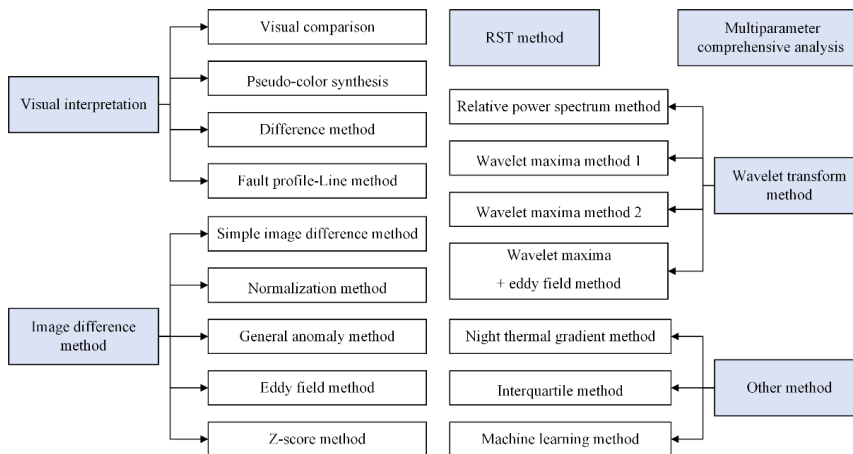 Visual interpretation
Visual comparison
Pseudo-color synthesis
Difference method
Fault profile-Line method
Image difference
method
Simple image difference method
Normalization method
General anomaly method
Eddy field method
Z-score method
RST method
Multiparameter
comprehensive analysis
Relative power spectrum method
Wavelet maxima method 1
Wavelet maxima method 2
Wavelet maxima
+ eddy field method
Wavelet transform
method
Night thermal gradient method
Interquartile method
Machine learning method
Other method